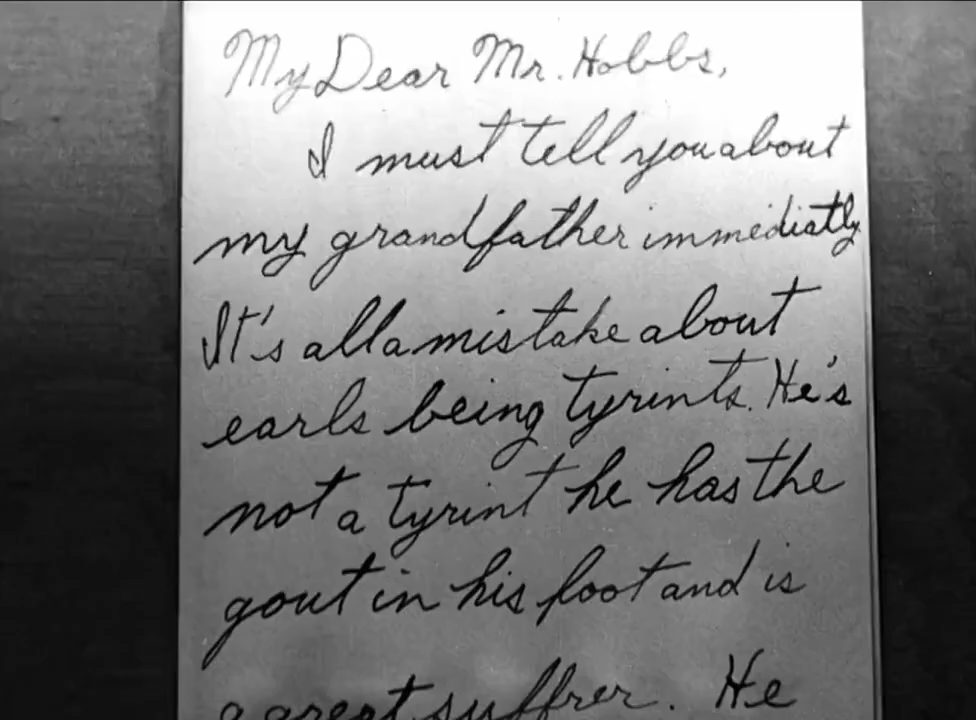 My Dear Mr. Hobbs,
I must tell you about
my grandfather immediatly
It's all a mistake about
earls being tyrints. He's
not a tyrint he has the
gout in his foot and is
a grert suffrer. He